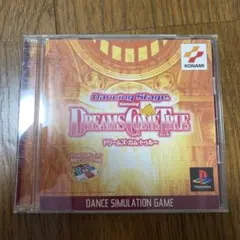 KONAMI
Dancing Stage
featuring
DREAMS COME TRUE
ドリームズ・カム・トゥルー
DANCE SIMULATION GAME